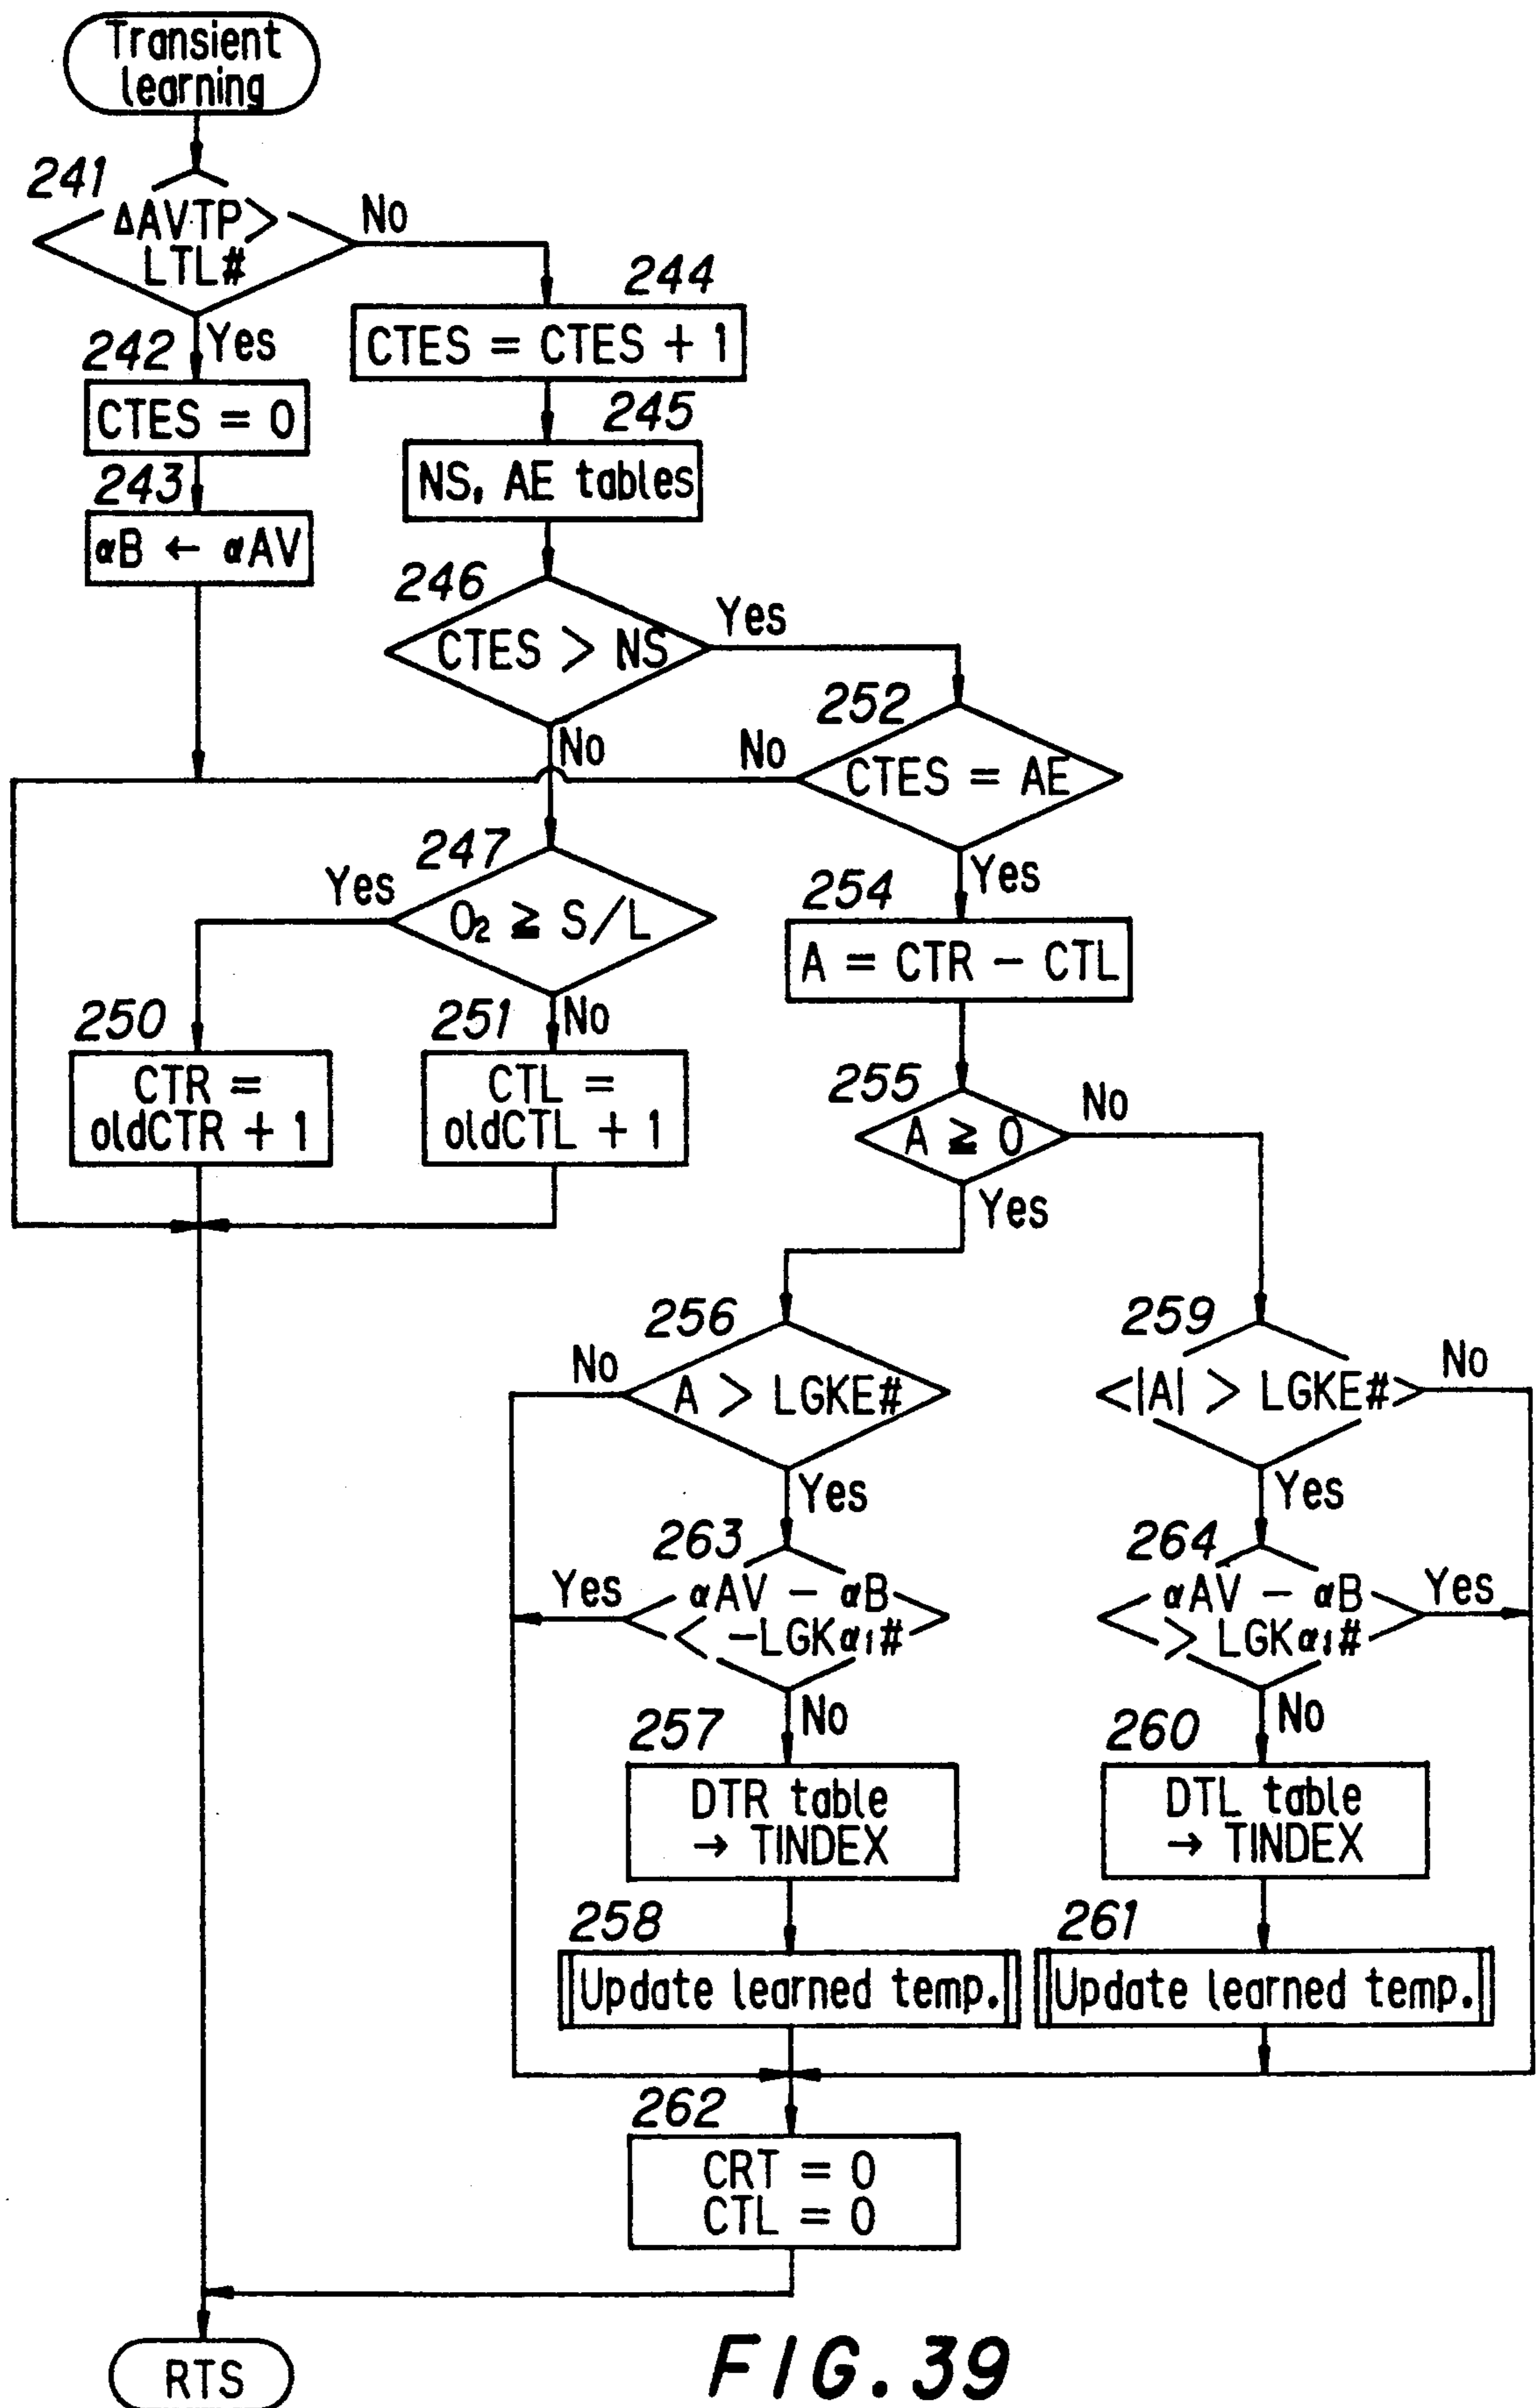 Transient
learning
241
ΔAVTP >
LTL#
No
Yes
242
CTES = 0
243
αB ← αAV
244
CTES = CTES + 1
245
NS, AE tables
246
CTES > NS
Yes
No
252
No
CTES = AE
Yes
247
Yes
O₂ ≧ S/L
No
254
A = CTR - CTL
250
CTR =
oldCTR + 1
251
CTL =
oldCTL + 1
255
A ≧ 0
No
Yes
256
No
A > LGKE#
Yes
259
|A| > LGKE#
No
Yes
263
Yes
αAV - αB
< -LGKα₁#
No
264
αAV - αB
> LGKα₁#
Yes
No
257
DTR table
→ TINDEX
260
DTL table
→ TINDEX
258
Update learned temp.
261
Update learned temp.
262
CRT = 0
CTL = 0
RTS
FIG. 39